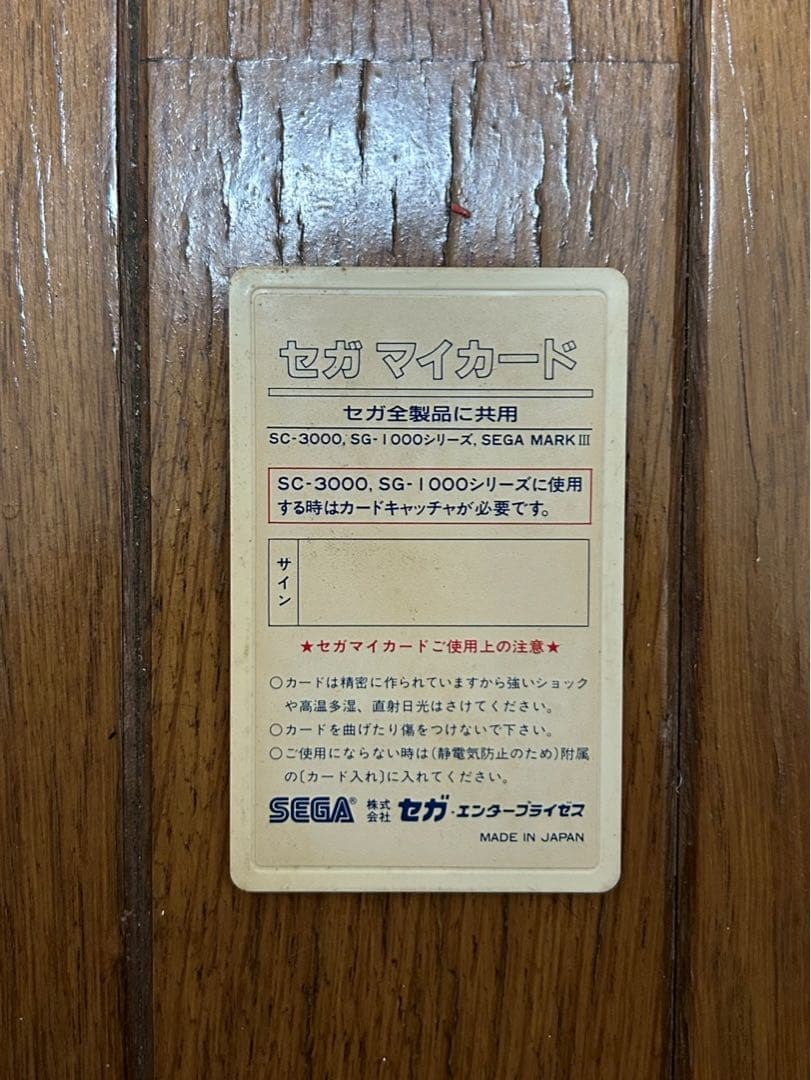 セガ マイカード
セガ全製品に共用
SC-3000, SG-1000シリーズ, SEGA MARKⅢ
SC-3000, SG-1000シリーズに使用
する時はカードキャッチャが必要です。
サイン
★セガマイカードご使用上の注意★
○カードは精密に作られていますから強いショック
や高温多湿、直射日光はさけてください。
○カードを曲げたり傷をつけないで下さい。
○ご使用にならない時は(静電気防止のため)附属
の〔カード入れ〕に入れてください。
SEGA® 株式会社 セガ・エンタープライゼス
MADE IN JAPAN